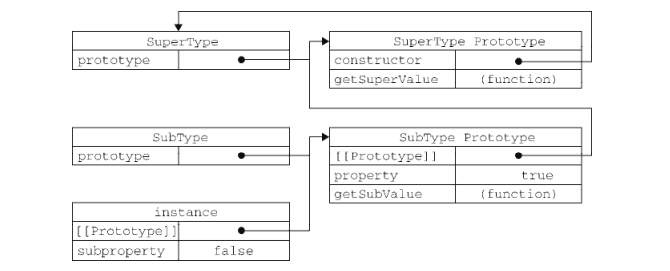 SuperType
prototype
SuperType Prototype
constructor
getSuperValue (function)
SubType
prototype
SubType Prototype
[[Prototype]]
property true
getSubValue (function)
instance
[[Prototype]]
subproperty false